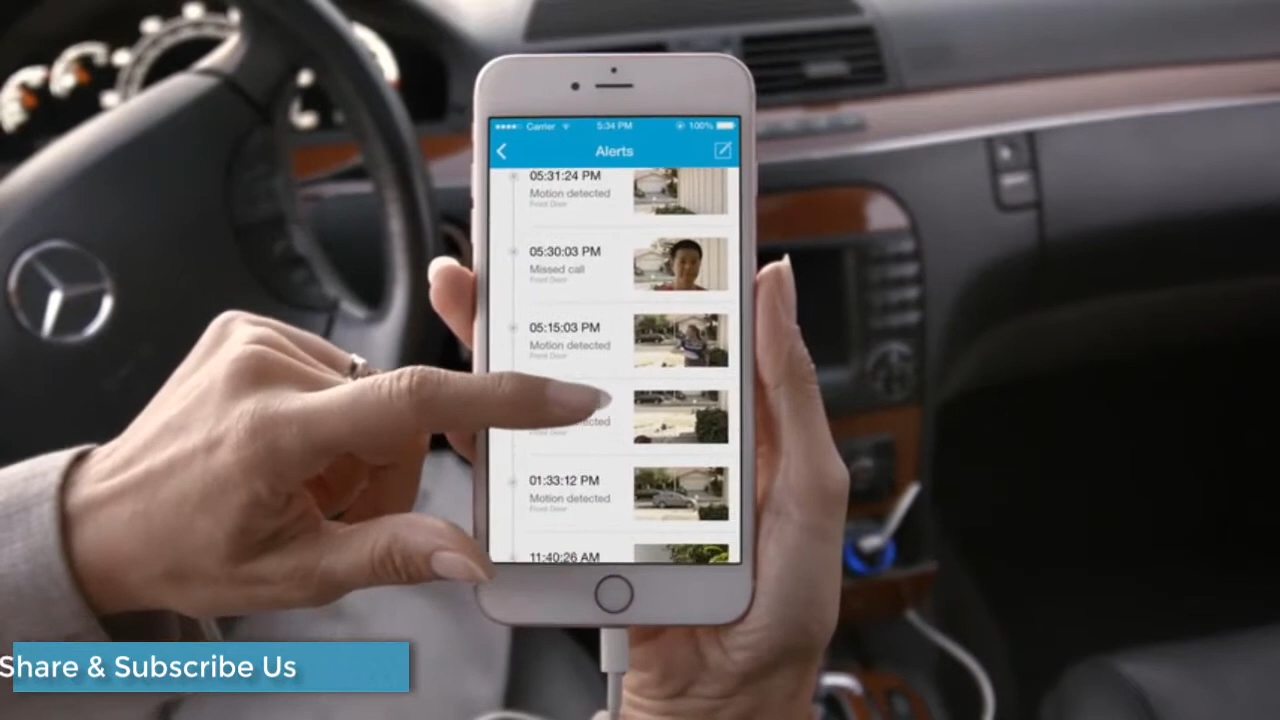 Carrier 5:34 PM 100%
Alerts
05:31:24 PM
Motion detected
Front Door
05:30:03 PM
Missed call
Front Door
05:15:03 PM
Motion detected
Front Door
01:33:12 PM
Motion detected
Front Door
11:40:26 AM
Share & Subscribe Us